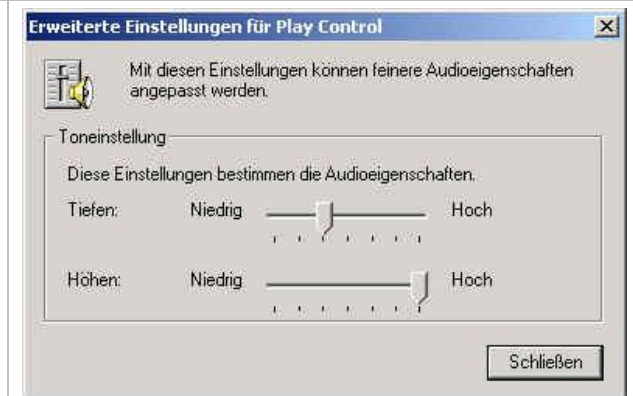 Erweiterte Einstellungen für Play Control
Mit diesen Einstellungen können feinere Audioeigenschaften
angepasst werden.
Toneinstellung
Diese Einstellungen bestimmen die Audioeigenschaften.
Tiefen: Niedrig Hoch
Höhen: Niedrig Hoch
Schließen